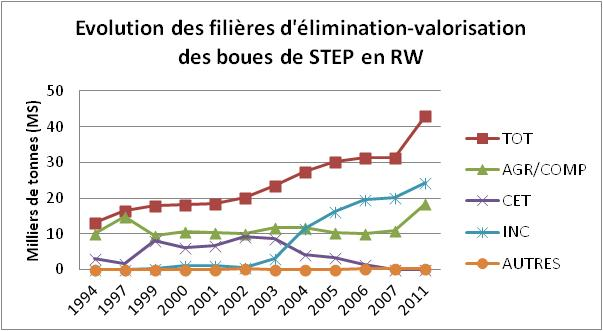 Evolution des filières d'élimination-valorisation
des boues de STEP en RW
Milliers de tonnes (MS)
50
40
30
20
10
0
1994 1997 1999 2000 2001 2002 2003 2004 2005 2006 2007 2011
TOT
AGR/COMP
CET
INC
AUTRES